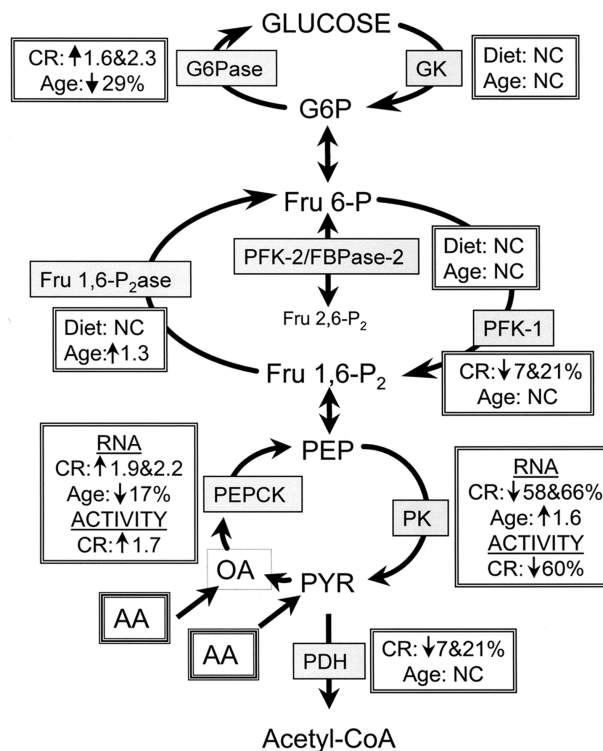 GLUCOSE
CR: ↑1.6&2.3
Age: ↓29%
G6Pase
GK
Diet: NC
Age: NC
G6P
Fru 6-P
Fru 1,6-P₂ase
PFK-2/FBPase-2
Diet: NC
Age: NC
Diet: NC
Age: ↑1.3
Fru 2,6-P₂
PFK-1
Fru 1,6-P₂
CR: ↓7&21%
Age: NC
RNA
CR: ↑1.9&2.2
Age: ↓17%
ACTIVITY
CR: ↑1.7
PEP
PEPCK
PK
RNA
CR: ↓58&66%
Age: ↑1.6
ACTIVITY
CR: ↓60%
OA
PYR
AA
AA
PDH
CR: ↓7&21%
Age: NC
Acetyl-CoA